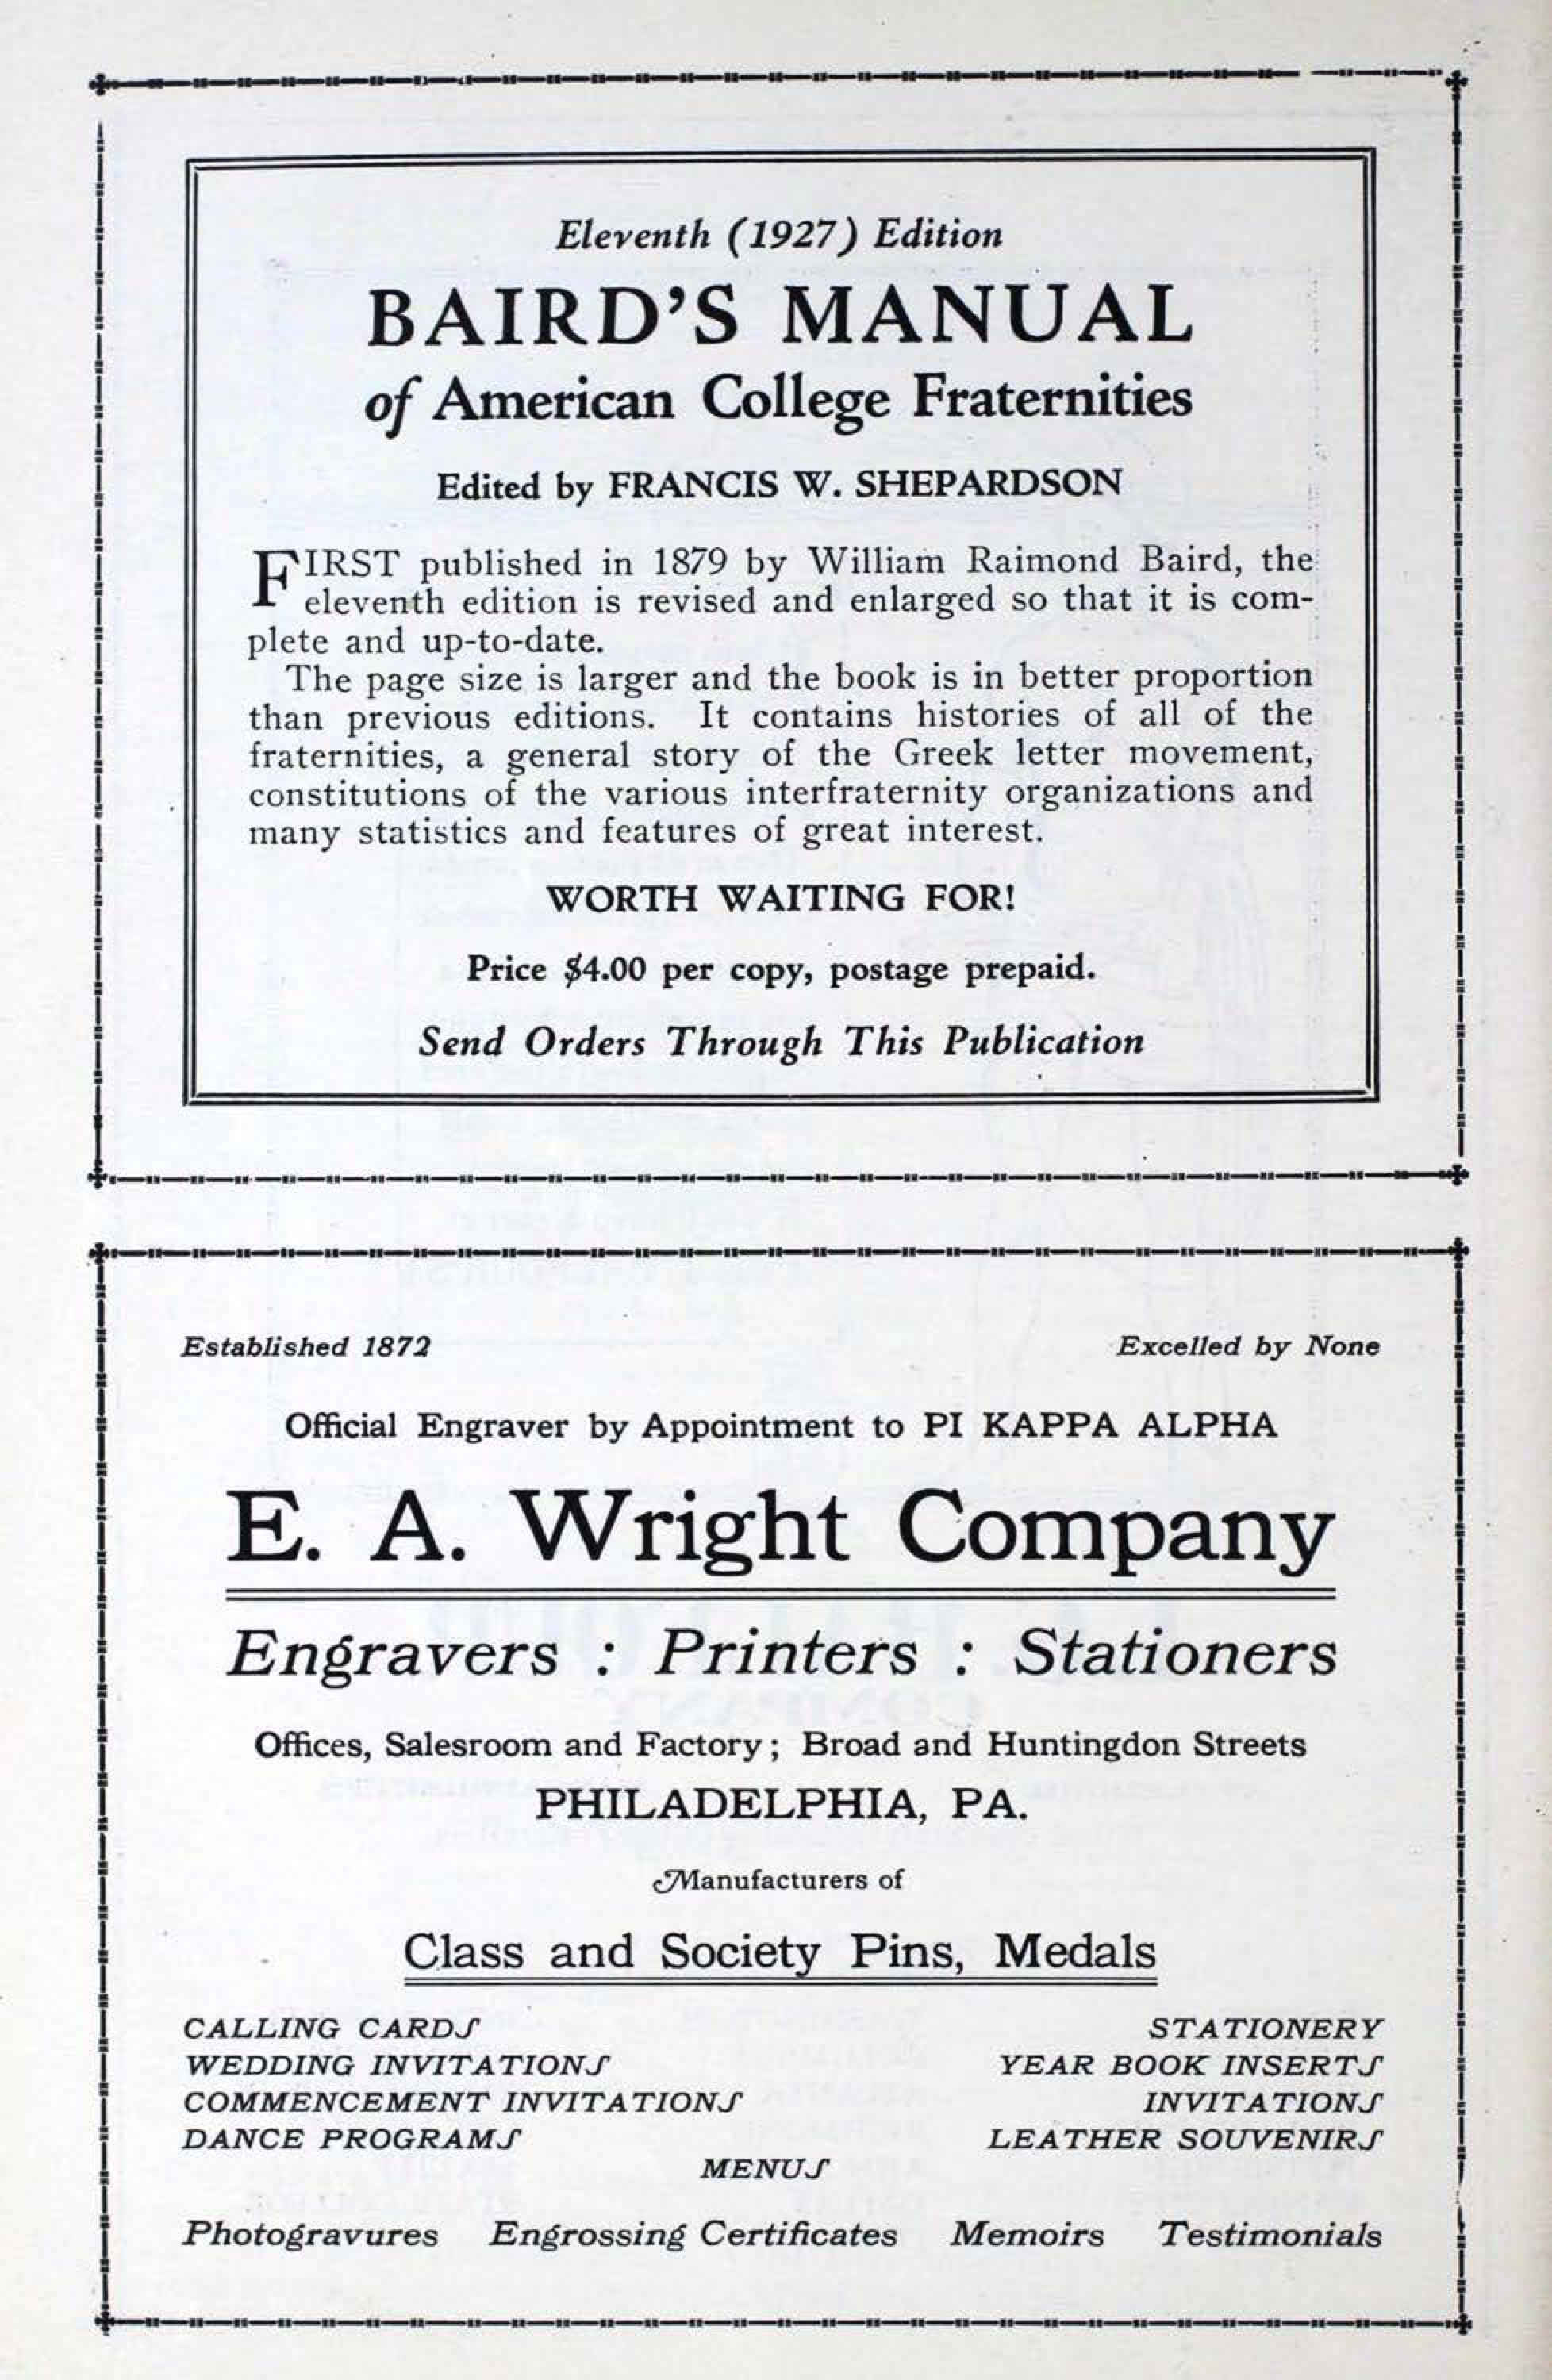 Eleventh (1927) Edition
BAIRD'S MANUAL
of American College Fraternities
Edited by FRANCIS W. SHEPARDSON
FIRST published in 1879 by William Raimond Baird, the
eleventh edition is revised and enlarged so that it is com-
plete and up-to-date.
The page size is larger and the book is in better proportion
than previous editions. It contains histories of all of the
fraternities, a general story of the Greek letter movement,
constitutions of the various interfraternity organizations and
many statistics and features of great interest.
WORTH WAITING FOR!
Price $4.00 per copy, postage prepaid.
Send Orders Through This Publication
Established 1872 Excelled by None
Official Engraver by Appointment to PI KAPPA ALPHA
E. A. Wright Company
Engravers : Printers : Stationers
Offices, Salesroom and Factory; Broad and Huntingdon Streets
PHILADELPHIA, PA.
Manufacturers of
Class and Society Pins, Medals
CALLING CARDS STATIONERY
WEDDING INVITATIONS YEAR BOOK INSERTS
COMMENCEMENT INVITATIONS INVITATIONS
DANCE PROGRAMS LEATHER SOUVENIRS
MENUS
Photogravures Engrossing Certificates Memoirs Testimonials